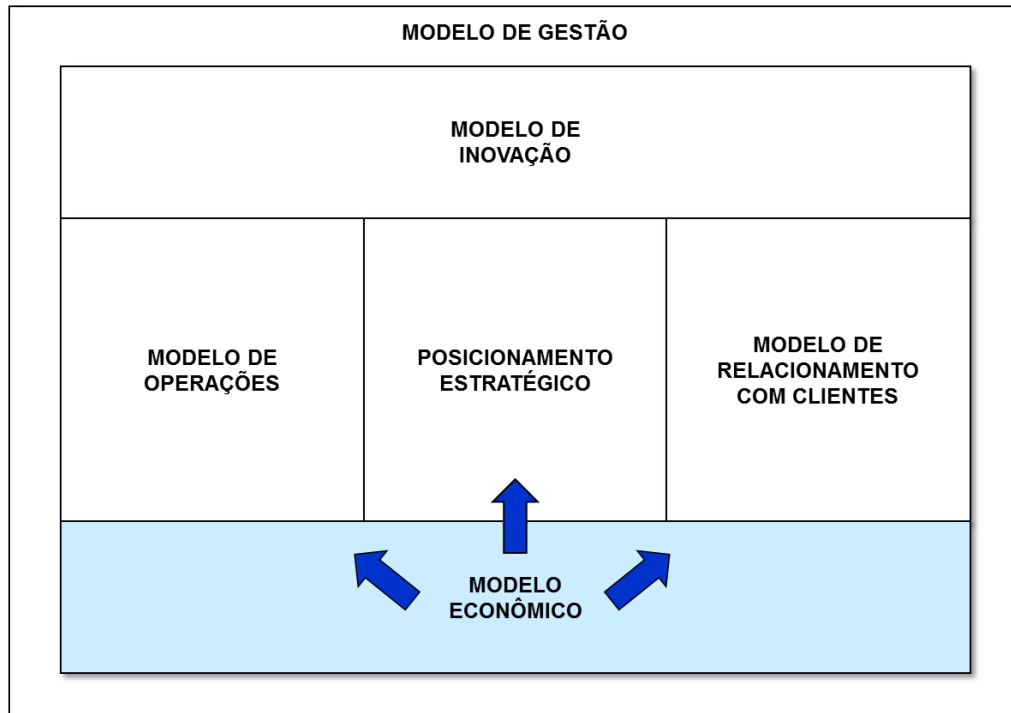 MODELO DE GESTÃO
MODELO DE
INOVAÇÃO
MODELO DE
OPERAÇÕES
POSICIONAMENTO
ESTRATÉGICO
MODELO DE
RELACIONAMENTO
COM CLIENTES
MODELO
ECONÔMICO